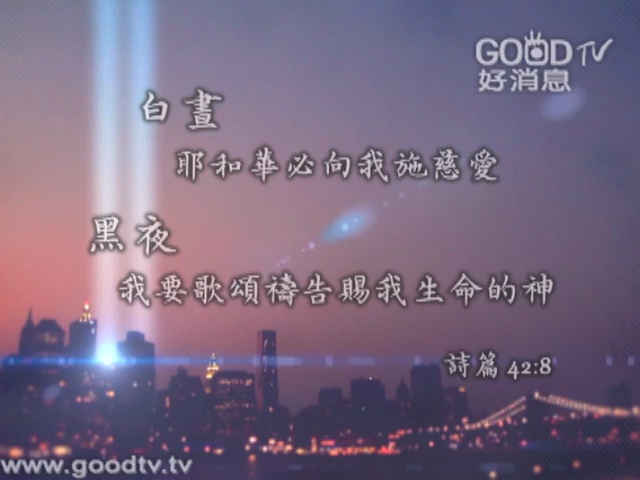 GOOD TV
好消息
白晝
耶和華必向我施慈愛
黑夜
我要歌頌禱告賜我生命的神
詩篇 42:8
www.goodtv.tv